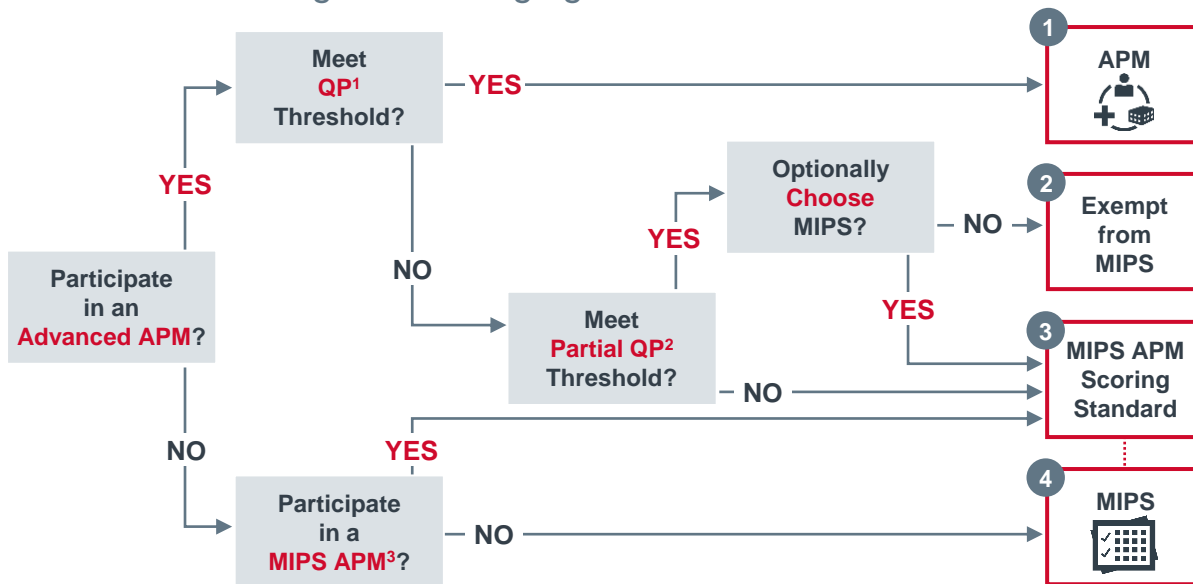 Meet
QP¹
Threshold?
YES
1
APM
YES
Optionally
Choose
MIPS?
NO
2
Exempt
from
MIPS
YES
NO
Participate
in an
Advanced APM?
Meet
Partial QP²
Threshold?
YES
NO
3
MIPS APM
Scoring
Standard
NO
YES
Participate
in a
MIPS APM³?
NO
4
MIPS